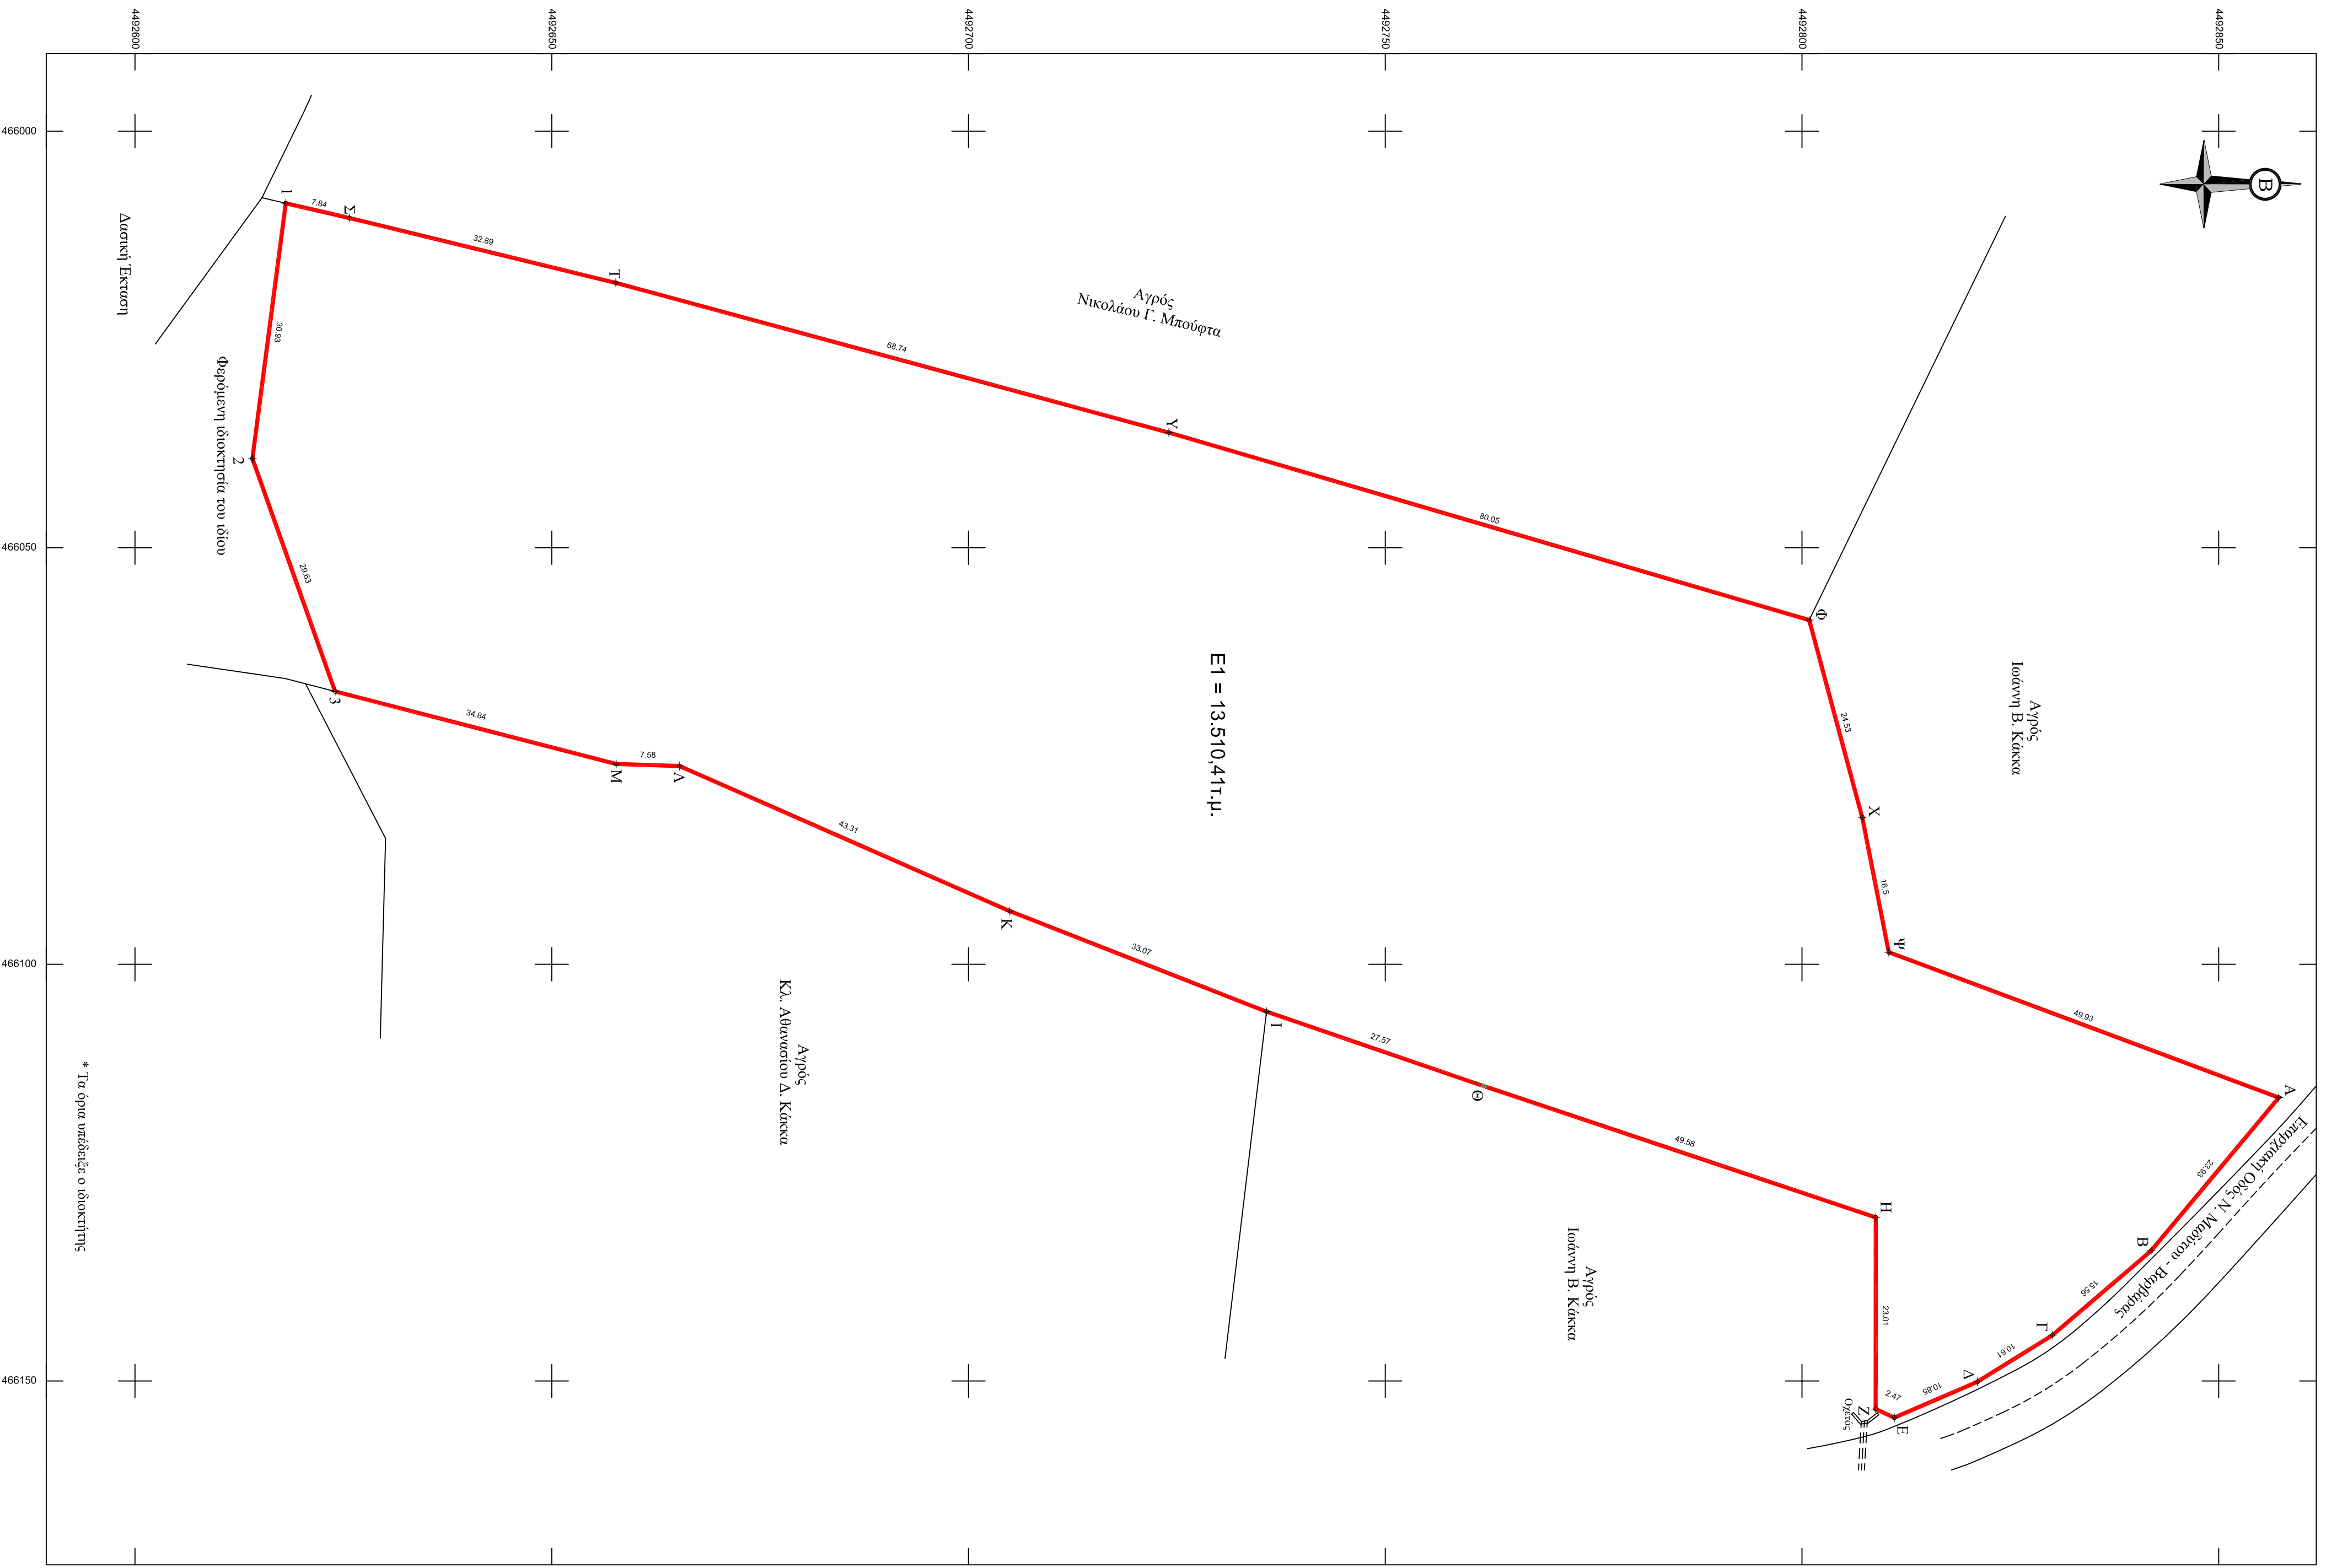 4492600
4492650
4492700
4492750
4492800
4492850
466000
466050
466100
466150
Β
Δασική Έκταση
Φερόμενη ιδιοκτησία του ιδίου
Αγρός
Νικολάου Γ. Μπούφτα
Αγρός
Ιωάννη Β. Κάκκα
Ε1 = 13.510,41τ.μ.
Αγρός
Κλ. Αθανασίου Δ. Κάκκα
Αγρός
Ιωάννη Β. Κάκκα
Επαρχιακή Οδός Ν. Μαδύτου - Βαρβάρας
Οχετός
* Τα όρια υπέδειξε ο ιδιοκτήτης
1
7.84
Σ
32.89
Τ
68.74
Υ
80.05
Φ
24.53
Χ
16.5
Ψ
49.93
Α
23.93
Β
15.56
Γ
10.61
Δ
10.85
Ε
2.47
Ζ
23.01
Η
49.58
Θ
27.57
Ι
33.07
Κ
43.31
Λ
7.58
Μ
34.84
3
29.63
2
30.93